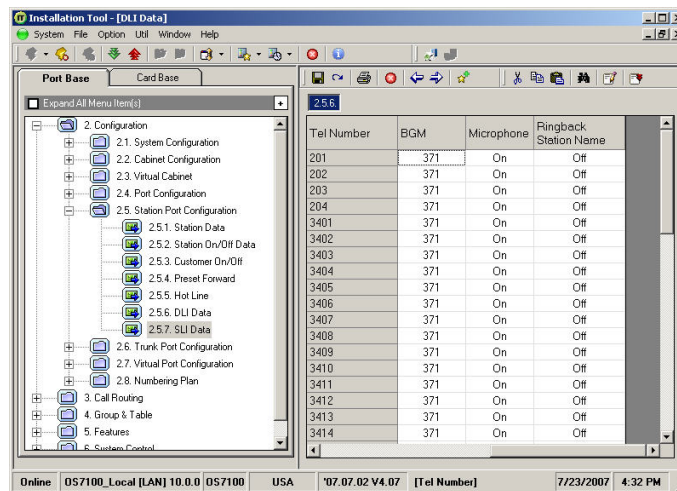 Installation Tool - [DLI Data]
System File Option Util Window Help
Port Base Card Base
Expand All Menu Item(s)
2. Configuration
2.1. System Configuration
2.2. Cabinet Configuration
2.3. Virtual Cabinet
2.4. Port Configuration
2.5. Station Port Configuration
2.5.1. Station Data
2.5.2. Station On/Off Data
2.5.3. Customer On/Off
2.5.4. Preset Forward
2.5.5. Hot Line
2.5.6. DLI Data
2.5.7. SLI Data
2.6. Trunk Port Configuration
2.7. Virtual Port Configuration
2.8. Numbering Plan
3. Call Routing
4. Group & Table
5. Features
6. System Control
2.5.6.
Tel Number BGM Microphone Ringback Station Name
201 371 On Off
202 371 On Off
203 371 On Off
204 371 On Off
3401 371 On Off
3402 371 On Off
3403 371 On Off
3404 371 On Off
3405 371 On Off
3406 371 On Off
3407 371 On Off
3408 371 On Off
3409 371 On Off
3410 371 On Off
3411 371 On Off
3412 371 On Off
3413 371 On Off
3414 371 On Off
Online OS7100_Local [LAN] 10.0.0 OS7100 USA '07.07.02 V4.07 [Tel Number] 7/23/2007 4:32 PM